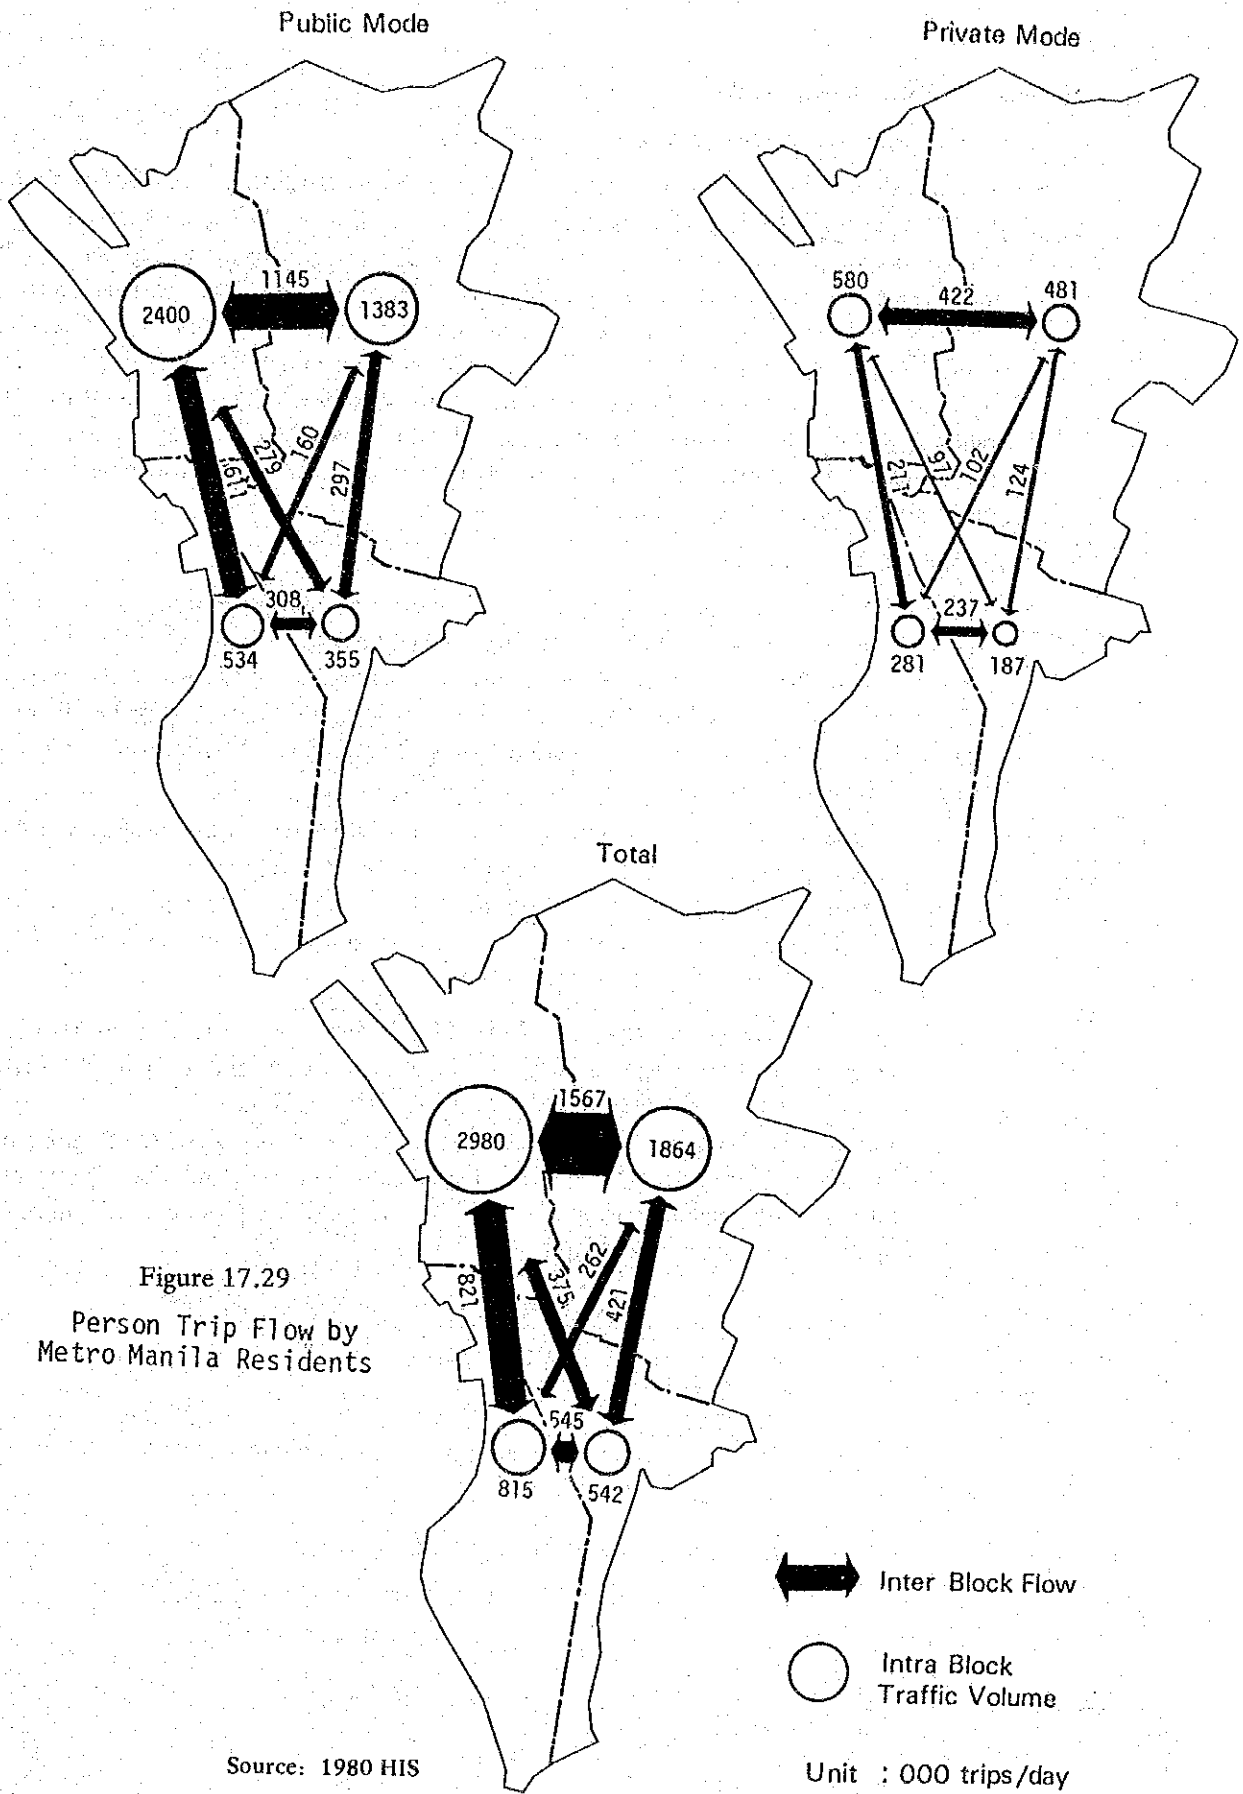 Public Mode
Private Mode
1145
2400
1383
611
279
160
297
308
534
355
580
422
481
211
97
102
124
237
281
187
Total
1567
2980
1864
821
375
262
421
545
815
542
Figure 17.29
Person Trip Flow by
Metro Manila Residents
Inter Block Flow
Intra Block
Traffic Volume
Source: 1980 HIS
Unit : 000 trips/day